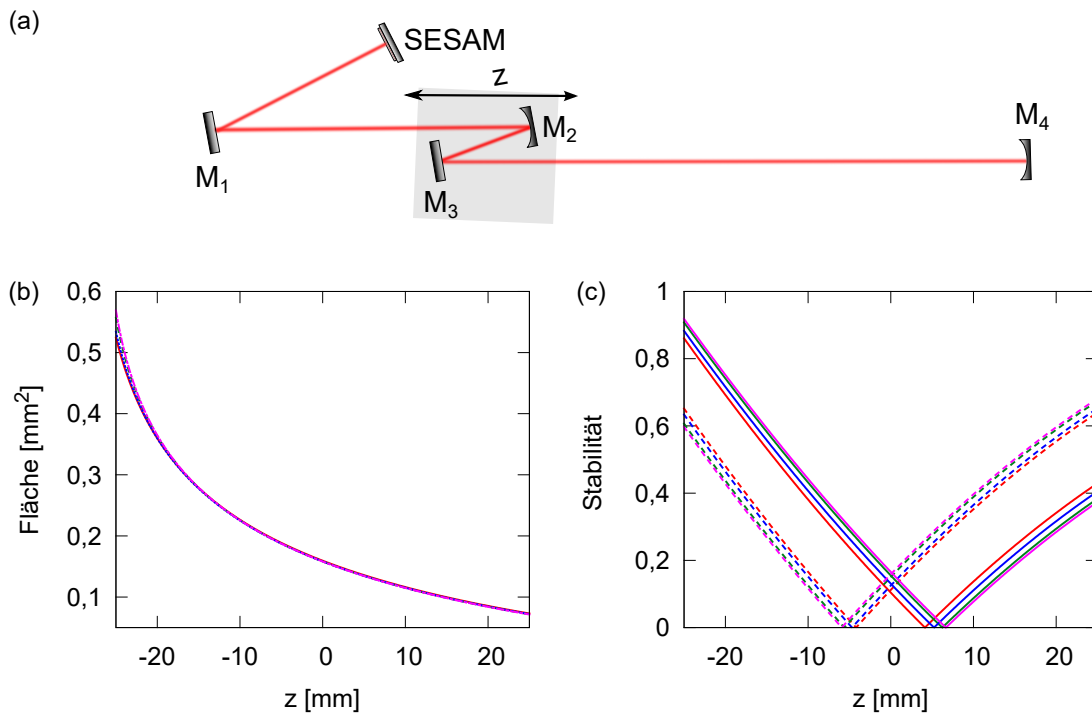 (a)
SESAM
z
M2
M4
M1
M3
(b)
(c)
0,6
0,5
0,4
0,3
0,2
0,1
Fläche [mm²]
-20 -10 0 10 20
z [mm]
1
0,8
0,6
0,4
0,2
0
Stabilität
-20 -10 0 10 20
z [mm]